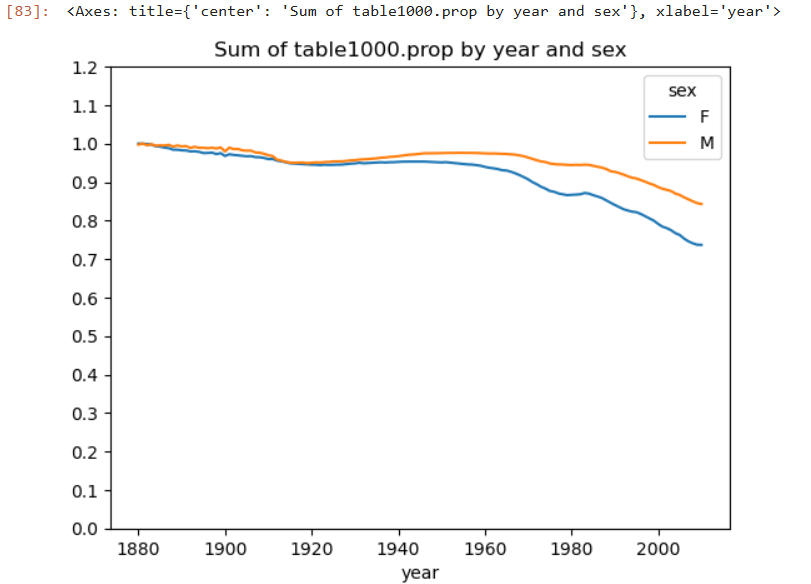 [83]: <Axes: title={'center': 'Sum of table1000.prop by year and sex'}, xlabel='year'>
Sum of table1000.prop by year and sex
sex
F
M
1.2
1.1
1.0
0.9
0.8
0.7
0.6
0.5
0.4
0.3
0.2
0.1
0.0
1880 1900 1920 1940 1960 1980 2000
year